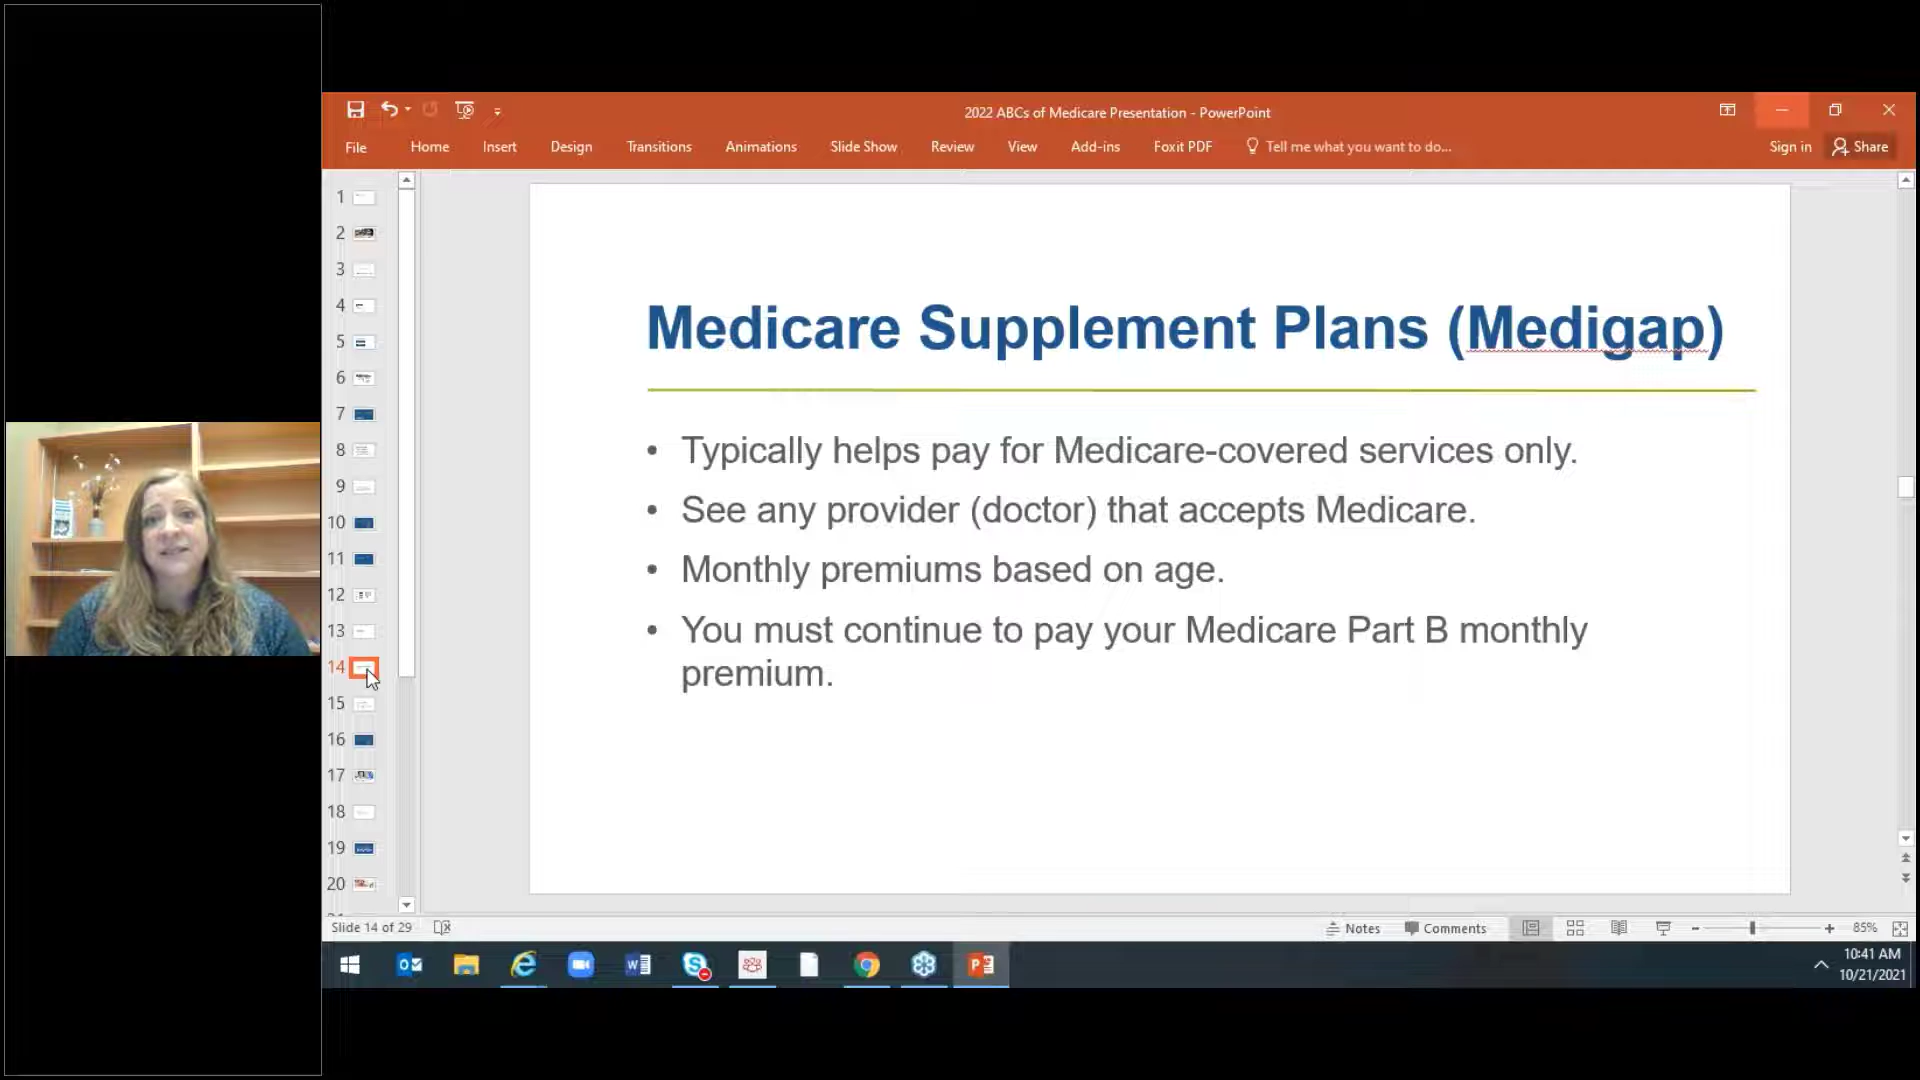 2022 ABCs of Medicare Presentation - PowerPoint
File Home Insert Design Transitions Animations Slide Show Review View Add-ins Foxit PDF Tell me what you want to do... Sign in Share
1
2
3
4
5
6
7
8
9
10
11
12
13
14
15
16
17
18
19
20
Medicare Supplement Plans (Medigap)
• Typically helps pay for Medicare-covered services only.
• See any provider (doctor) that accepts Medicare.
• Monthly premiums based on age.
• You must continue to pay your Medicare Part B monthly
premium.
Slide 14 of 29 Notes Comments 85%
10:41 AM
10/21/2021